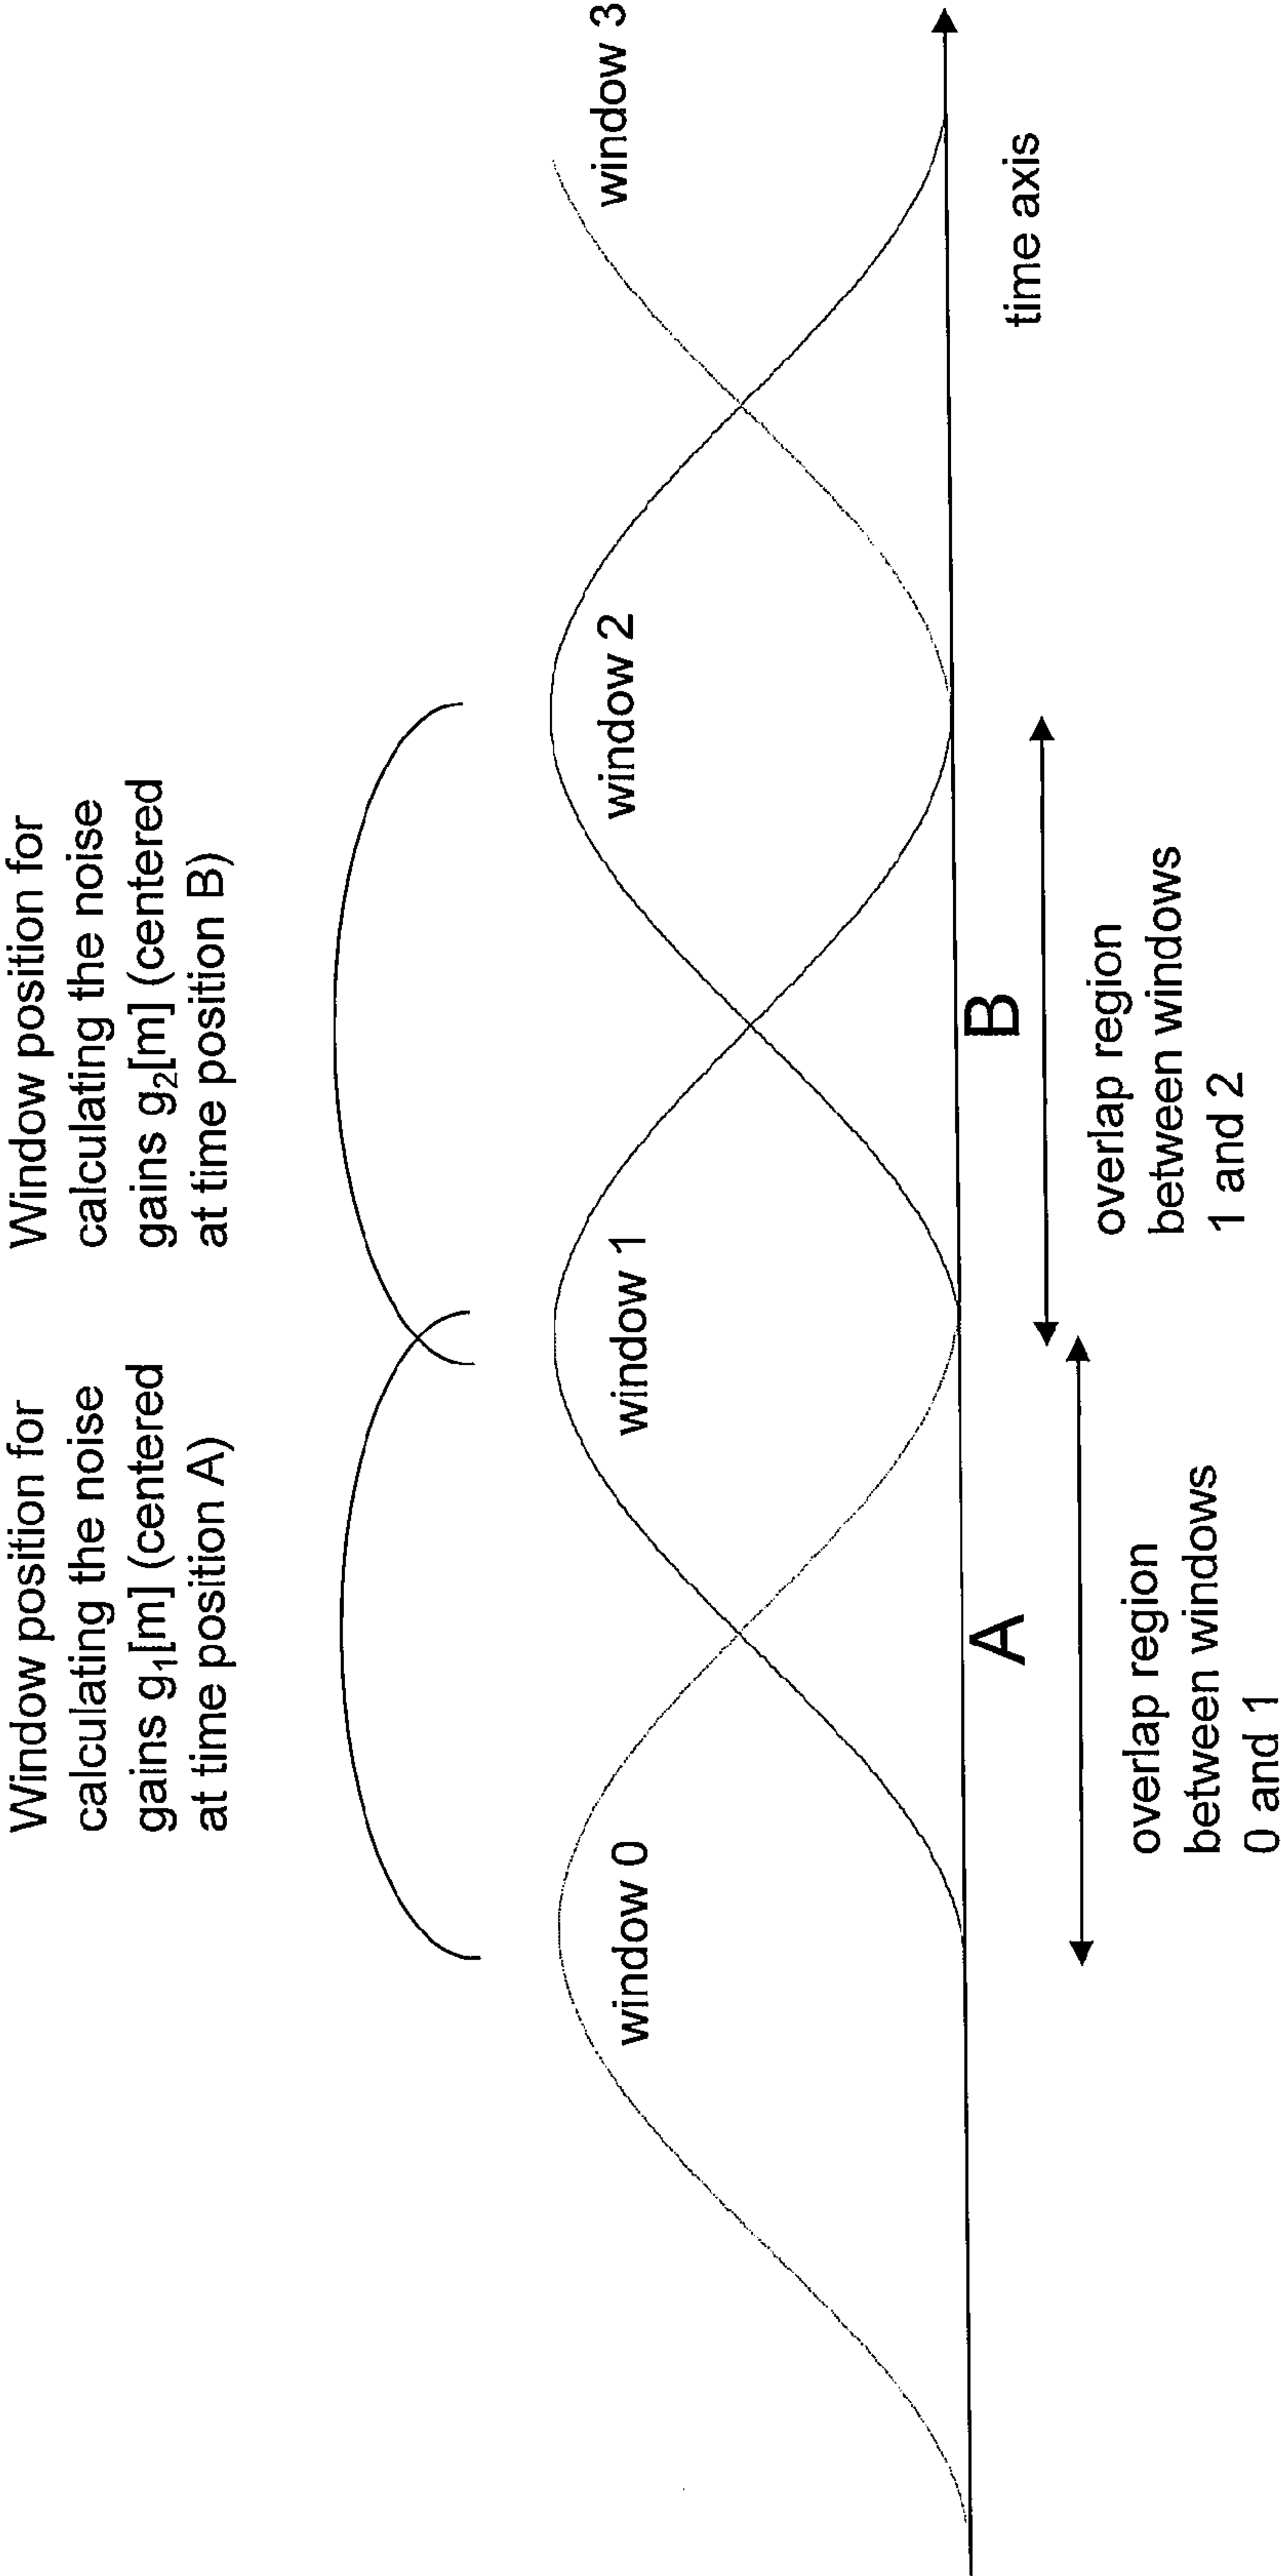 Window position for
calculating the noise
gains g₁[m] (centered
at time position A)
Window position for
calculating the noise
gains g₂[m] (centered
at time position B)
window 0
window 1
window 2
window 3
A
B
time axis
overlap region
between windows
0 and 1
overlap region
between windows
1 and 2